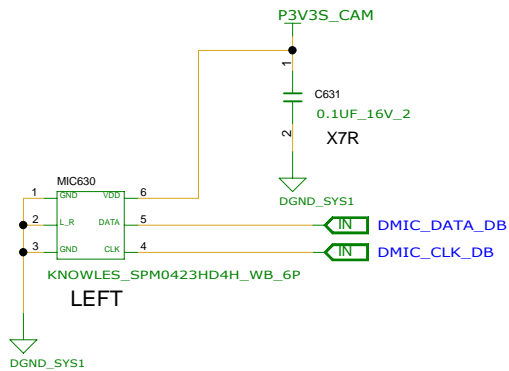 P3V3S_CAM
1
C631
0.1UF_16V_2
2
X7R
DGND_SYS1
MIC630
1 GND VDD 6
2 L_R DATA 5 IN DMIC_DATA_DB
3 GND CLK 4 IN DMIC_CLK_DB
KNOWLES_SPM0423HD4H_WB_6P
LEFT
DGND_SYS1